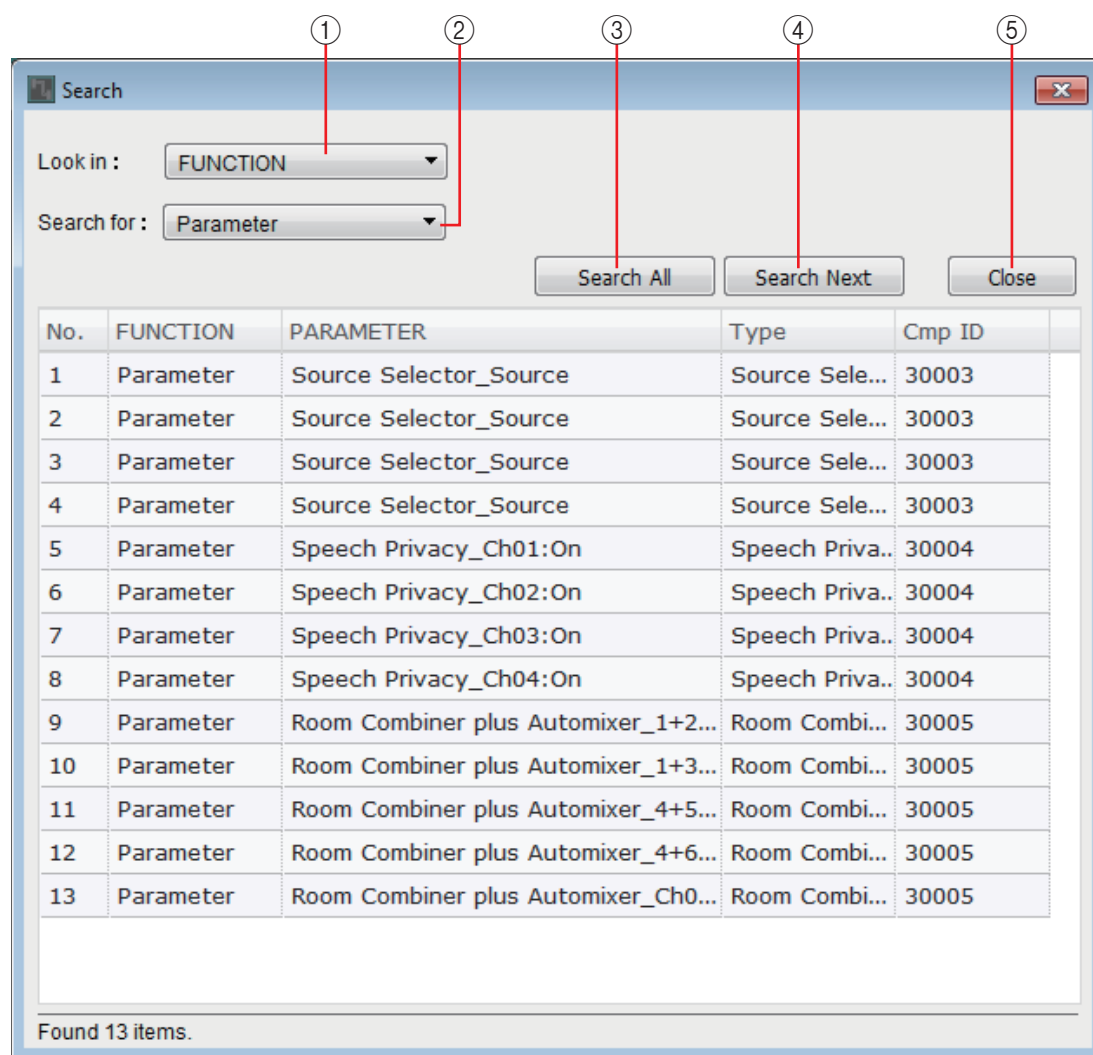 ① ② ③ ④ ⑤
Search
Look in : FUNCTION
Search for : Parameter
Search All Search Next Close
No. FUNCTION PARAMETER Type Cmp ID
1 Parameter Source Selector_Source Source Sele... 30003
2 Parameter Source Selector_Source Source Sele... 30003
3 Parameter Source Selector_Source Source Sele... 30003
4 Parameter Source Selector_Source Source Sele... 30003
5 Parameter Speech Privacy_Ch01:On Speech Priva.. 30004
6 Parameter Speech Privacy_Ch02:On Speech Priva.. 30004
7 Parameter Speech Privacy_Ch03:On Speech Priva.. 30004
8 Parameter Speech Privacy_Ch04:On Speech Priva.. 30004
9 Parameter Room Combiner plus Automixer_1+2... Room Combi... 30005
10 Parameter Room Combiner plus Automixer_1+3... Room Combi... 30005
11 Parameter Room Combiner plus Automixer_4+5... Room Combi... 30005
12 Parameter Room Combiner plus Automixer_4+6... Room Combi... 30005
13 Parameter Room Combiner plus Automixer_Ch0... Room Combi... 30005
Found 13 items.